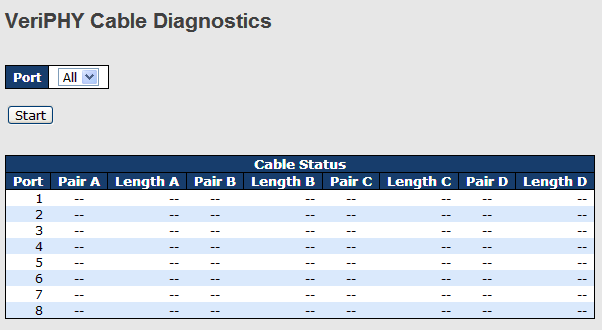 VeriPHY Cable Diagnostics
Port All
Start
Cable Status
Port Pair A Length A Pair B Length B Pair C Length C Pair D Length D
1 -- -- -- -- -- -- -- --
2 -- -- -- -- -- -- -- --
3 -- -- -- -- -- -- -- --
4 -- -- -- -- -- -- -- --
5 -- -- -- -- -- -- -- --
6 -- -- -- -- -- -- -- --
7 -- -- -- -- -- -- -- --
8 -- -- -- -- -- -- -- --